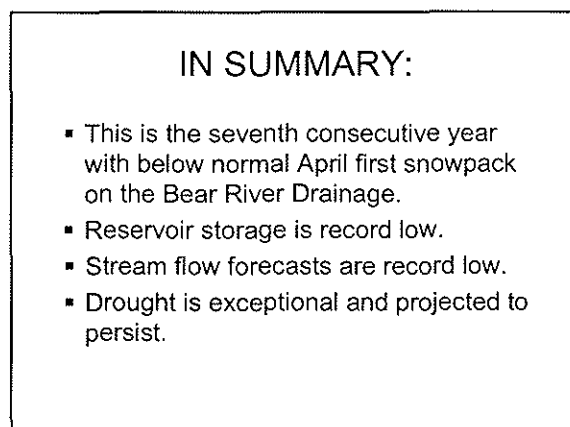 IN SUMMARY:
▪ This is the seventh consecutive year
with below normal April first snowpack
on the Bear River Drainage.
▪ Reservoir storage is record low.
▪ Stream flow forecasts are record low.
▪ Drought is exceptional and projected to
persist.